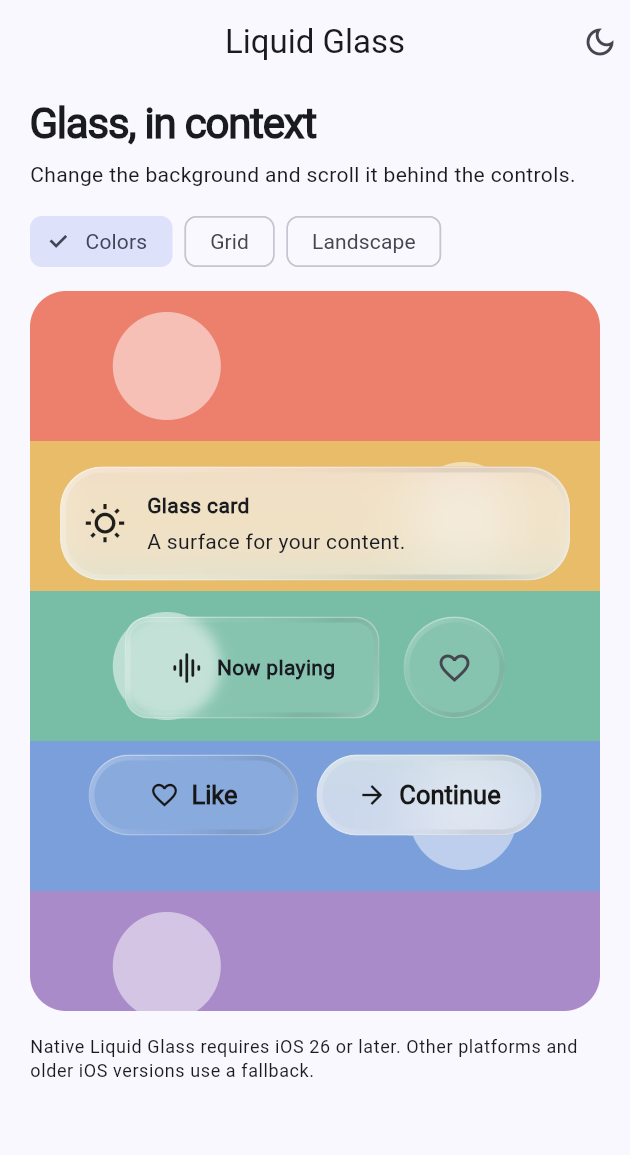 Liquid Glass
Glass, in context
Change the background and scroll it behind the controls.
Colors
Grid
Landscape
Glass card
A surface for your content.
Now playing
Like
Continue
Native Liquid Glass requires iOS 26 or later. Other platforms and
older iOS versions use a fallback.